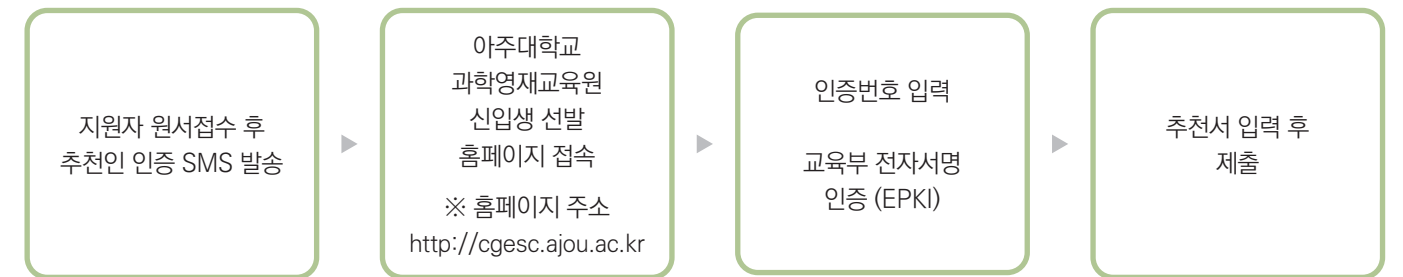 지원자 원서접수 후
추천인 인증 SMS 발송
아주대학교
과학영재교육원
신입생 선발
홈페이지 접속
※ 홈페이지 주소
http://cgesc.ajou.ac.kr
인증번호 입력
교육부 전자서명
인증 (EPKI)
추천서 입력 후
제출